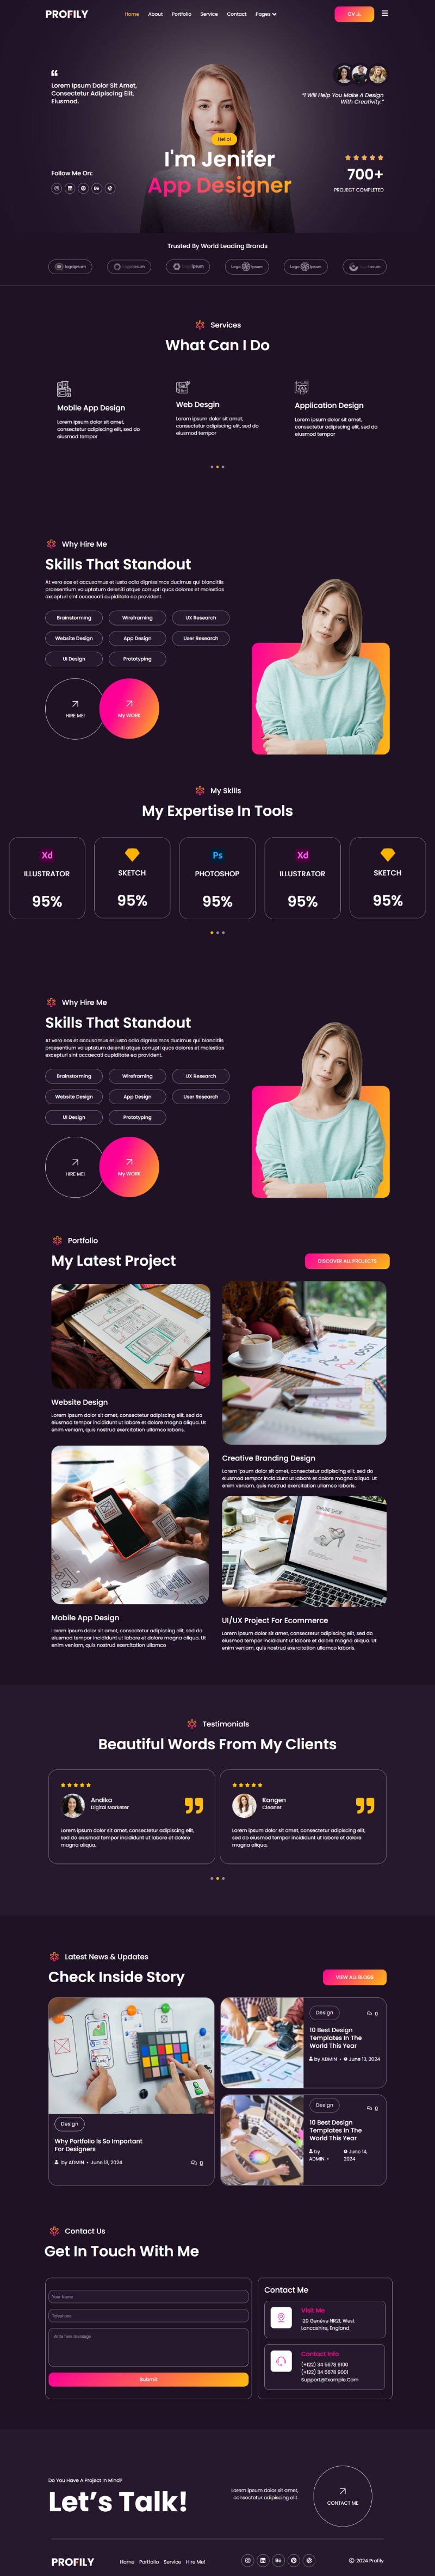 PROFILY
Home About Portfolio Service Contact Pages
CV
Lorem Ipsum Dolor Sit Amet,
Consectetur Adipiscing Elit,
Eiusmod.
"I Will Help You Make A Design
With Creativity."
Hello!
I'm Jenifer
App Designer
Follow Me On:
700+
PROJECT COMPLETED
Trusted By World Leading Brands
logoipsum
logoipsum
Logo Ipsum
Logo Ipsum
Services
What Can I Do
Mobile App Design
Lorem ipsum dolor sit amet,
consectetur adipiscing elit, sed do
eiusmod tempor
Web Desgin
Lorem ipsum dolor sit amet,
consectetur adipiscing elit, sed do
eiusmod tempor
Application Design
Lorem ipsum dolor sit amet,
consectetur adipiscing elit, sed do
eiusmod tempor
Why Hire Me
Skills That Standout
At vero eos et accusamus et iusto odio dignissimos ducimus qui blanditiis
praesentium voluptatum deleniti atque corrupti quos dolores et molestias
excepturi sint occaecati cupiditate ea provident.
Brainstorming Wireframing UX Research
Website Design App Design User Research
UI Design Prototyping
HIRE ME! My WORK
My Skills
My Expertise In Tools
Xd
ILLUSTRATOR
95%
SKETCH
95%
Ps
PHOTOSHOP
95%
Xd
ILLUSTRATOR
95%
SKETCH
95%
Why Hire Me
Skills That Standout
At vero eos et accusamus et iusto odio dignissimos ducimus qui blanditiis
praesentium voluptatum deleniti atque corrupti quos dolores et molestias
excepturi sint occaecati cupiditate ea provident.
Brainstorming Wireframing UX Research
Website Design App Design User Research
UI Design Prototyping
HIRE ME! My WORK
Portfolio
My Latest Project
DISCOVER ALL PROJECTS
Website Design
Lorem ipsum dolor sit amet, consectetur adipiscing elit, sed do
eiusmod tempor incididunt ut labore et dolore magna aliqua. Ut
enim veniam, quis nostrud exercitation ullamco laboris.
Creative Branding Design
Lorem ipsum dolor sit amet, consectetur adipiscing elit, sed do
eiusmod tempor incididunt ut labore et dolore magna aliqua. Ut
enim veniam, quis nostrud exercitation ullamco laboris.
Mobile App Design
Lorem ipsum dolor sit amet, consectetur adipiscing elit, sed do
eiusmod tempor incididunt ut labore et dolore magna aliqua. Ut
enim veniam, quis nostrud exercitation ullamco
ONLINE SHOP
UI/UX Project For Ecommerce
Lorem ipsum dolor sit amet, consectetur adipiscing elit, sed do
eiusmod tempor incididunt ut labore et dolore magna aliqua. Ut
enim veniam, quis nostrud exercitation ullamco laboris.
Testimonials
Beautiful Words From My Clients
Andika
Digital Marketer
Lorem ipsum dolor sit amet, consectetur adipiscing elit,
sed do eiusmod tempor incididunt ut labore et dolore
magna aliqua.
Kangen
Cleaner
Lorem ipsum dolor sit amet, consectetur adipiscing elit,
sed do eiusmod tempor incididunt ut labore et dolore
magna aliqua.
Latest News & Updates
Check Inside Story
VIEW ALL BLOGS
Design
Why Portfolio Is So Important
For Designers
by ADMIN • June 13, 2024 0
Design 0
10 Best Design
Templates In The
World This Year
by ADMIN • June 13, 2024
Design 0
10 Best Design
Templates In The
World This Year
by
ADMIN •
June 14,
2024
Contact Us
Get In Touch With Me
Your Name
Telephone
Write hero message
Submit
Contact Me
Visit Me
120 Genève NR21, West
Lancashire, England
Contact Info
(+122) 34 5678 9100
(+122) 34 5678 9001
Support@Example.Com
Do You Have A Project In Mind?
Let's Talk!
Lorem ipsum dolor sit amet,
consectetur adipiscing elit.
CONTACT ME
PROFILY
Home Portfolio Service Hire Me!
© 2024 Profily